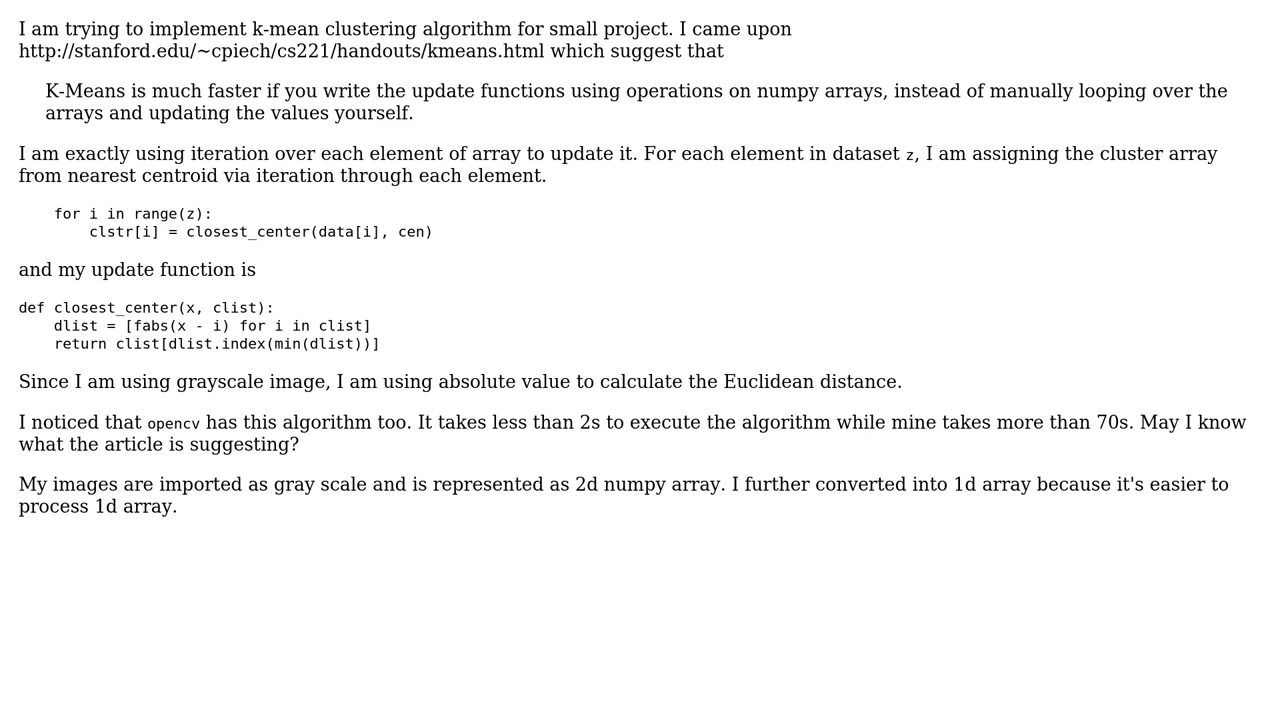 I am trying to implement k-mean clustering algorithm for small project. I came upon
http://stanford.edu/~cpiech/cs221/handouts/kmeans.html which suggest that
K-Means is much faster if you write the update functions using operations on numpy arrays, instead of manually looping over the
arrays and updating the values yourself.
I am exactly using iteration over each element of array to update it. For each element in dataset z, I am assigning the cluster array
from nearest centroid via iteration through each element.
for i in range(z):
clstr[i] = closest_center(data[i], cen)
and my update function is
def closest_center(x, clist):
dlist = [fabs(x - i) for i in clist]
return clist[dlist.index(min(dlist))]
Since I am using grayscale image, I am using absolute value to calculate the Euclidean distance.
I noticed that opencv has this algorithm too. It takes less than 2s to execute the algorithm while mine takes more than 70s. May I know
what the article is suggesting?
My images are imported as gray scale and is represented as 2d numpy array. I further converted into 1d array because it's easier to
process 1d array.